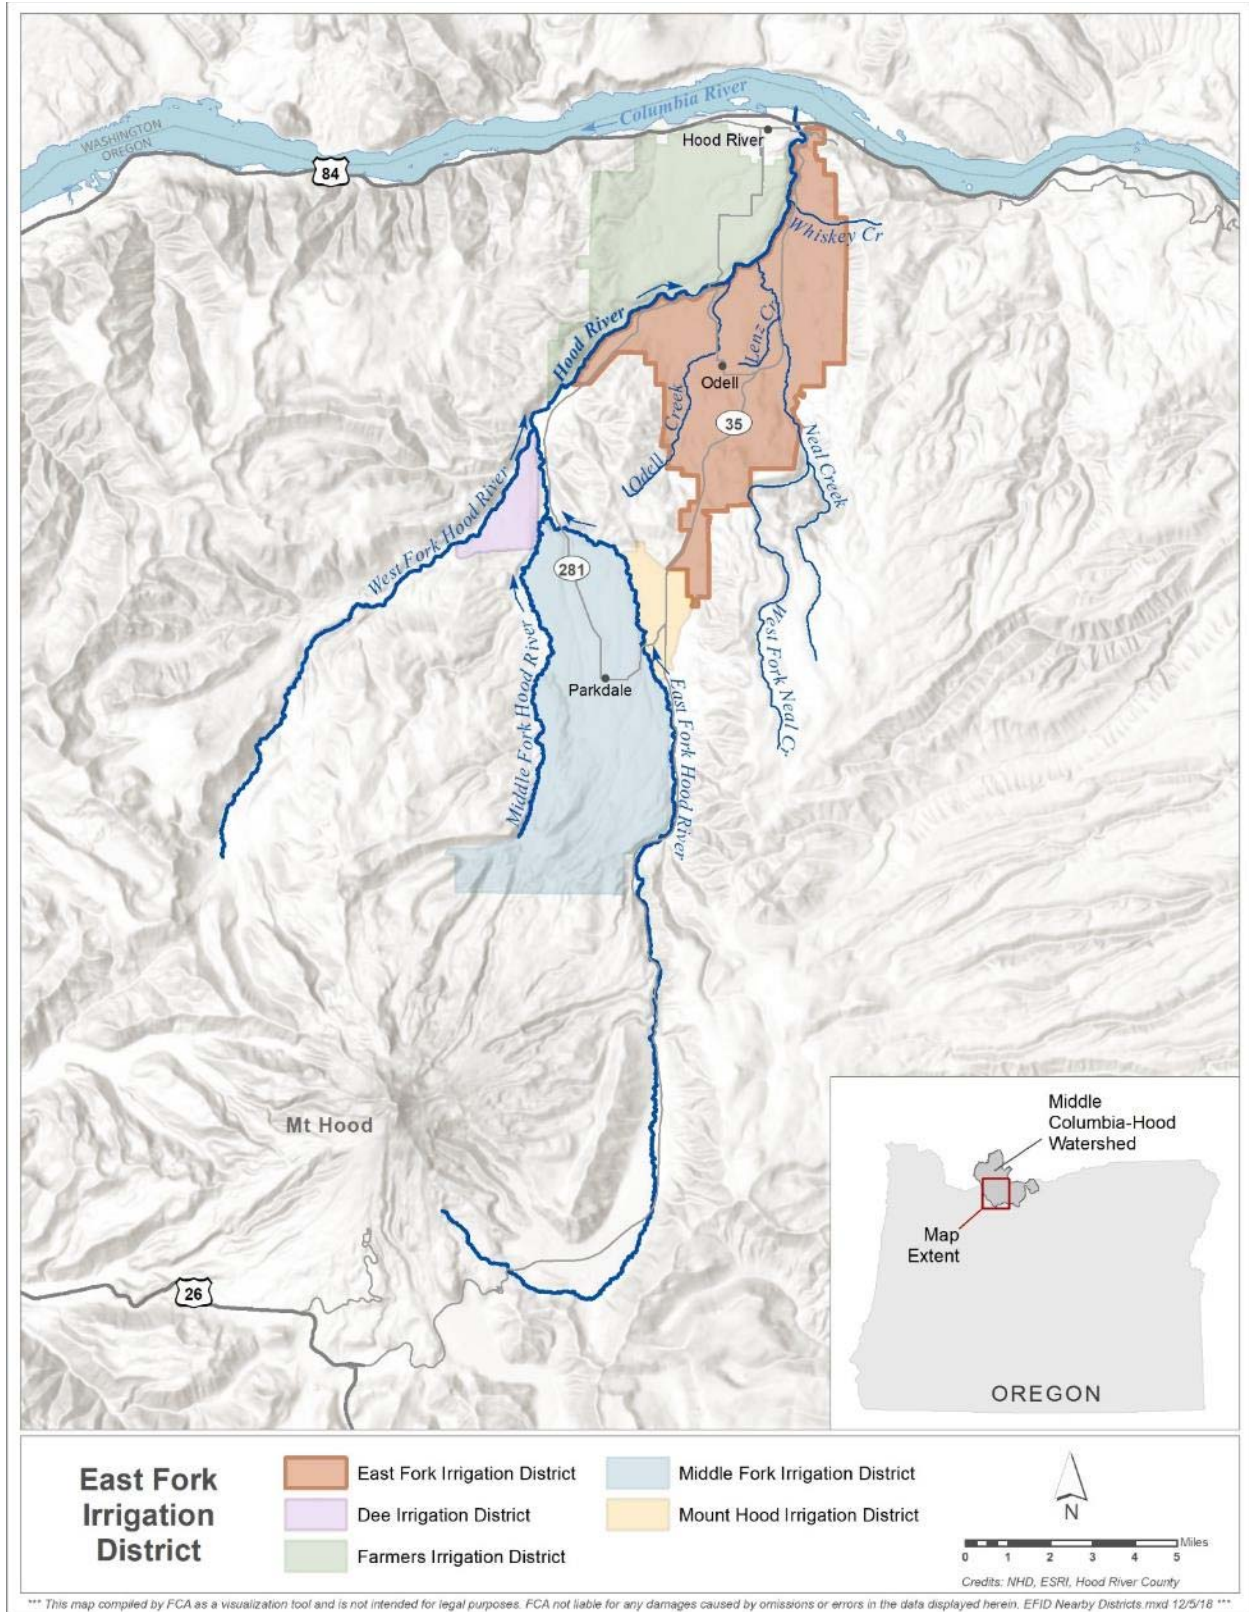 Columbia River
WASHINGTON
OREGON
Hood River
84
Whiskey Cr
Hood River
Lenz Cr
Odell
Odell Creek
35
Neal Creek
West Fork Hood River
281
West Fork Neal Cr
Middle Fork Hood River
Parkdale
East Fork Hood River
Mt Hood
26
Middle
Columbia-Hood
Watershed
Map
Extent
OREGON
East Fork
Irrigation
District
East Fork Irrigation District
Dee Irrigation District
Farmers Irrigation District
Middle Fork Irrigation District
Mount Hood Irrigation District
N
0 1 2 3 4 5 Miles
Credits: NHD, ESRI, Hood River County
*** This map compiled by FCA as a visualization tool and is not intended for legal purposes. FCA not liable for any damages caused by omissions or errors in the data displayed herein. EFID Nearby Districts.mxd 12/5/18 ***